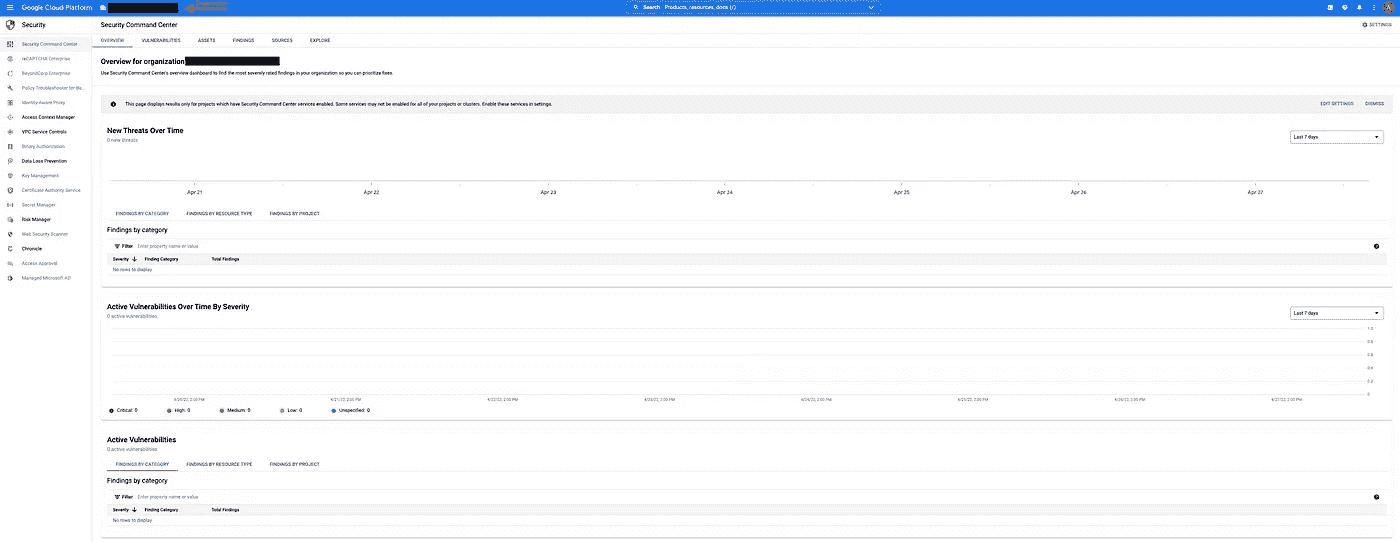 Google Cloud Platform
Search Products, resources, docs (/)
Security
Security Command Center
SETTINGS
Security Command Center
reCAPTCHA Enterprise
BeyondCorp Enterprise
Policy Troubleshooter for Be...
Identity-Aware Proxy
Access Context Manager
VPC Service Controls
Binary Authorization
Data Loss Prevention
Key Management
Certificate Authority Service
Secret Manager
Risk Manager
Web Security Scanner
Chronicle
Access Approval
Managed Microsoft AD
OVERVIEW VULNERABILITIES ASSETS FINDINGS SOURCES EXPLORE
Overview for organization
Use Security Command Center's overview dashboard to find the most severely rated findings in your organization so you can prioritize fixes.
This page displays results only for projects which have Security Command Center services enabled. Some services may not be enabled for all of your projects or clusters. Enable these services in settings.
EDIT SETTINGS DISMISS
New Threats Over Time
0 new threats
Last 7 days
Apr 21 Apr 22 Apr 23 Apr 24 Apr 25 Apr 26 Apr 27
FINDINGS BY CATEGORY FINDINGS BY RESOURCE TYPE FINDINGS BY PROJECT
Findings by category
Filter Enter property name or value
Severity Finding Category Total Findings
No rows to display
Active Vulnerabilities Over Time By Severity
0 active vulnerabilities
Last 7 days
1.0
0.8
0.6
0.4
0.2
0
4/20/22, 2:00 PM 4/21/22, 2:00 PM 4/22/22, 2:00 PM 4/23/22, 2:00 PM 4/24/22, 2:00 PM 4/25/22, 2:00 PM 4/26/22, 2:00 PM 4/27/22, 2:00 PM
Critical: 0 High: 0 Medium: 0 Low: 0 Unspecified: 0
Active Vulnerabilities
0 active vulnerabilities
FINDINGS BY CATEGORY FINDINGS BY RESOURCE TYPE FINDINGS BY PROJECT
Findings by category
Filter Enter property name or value
Severity Finding Category Total Findings
No rows to display